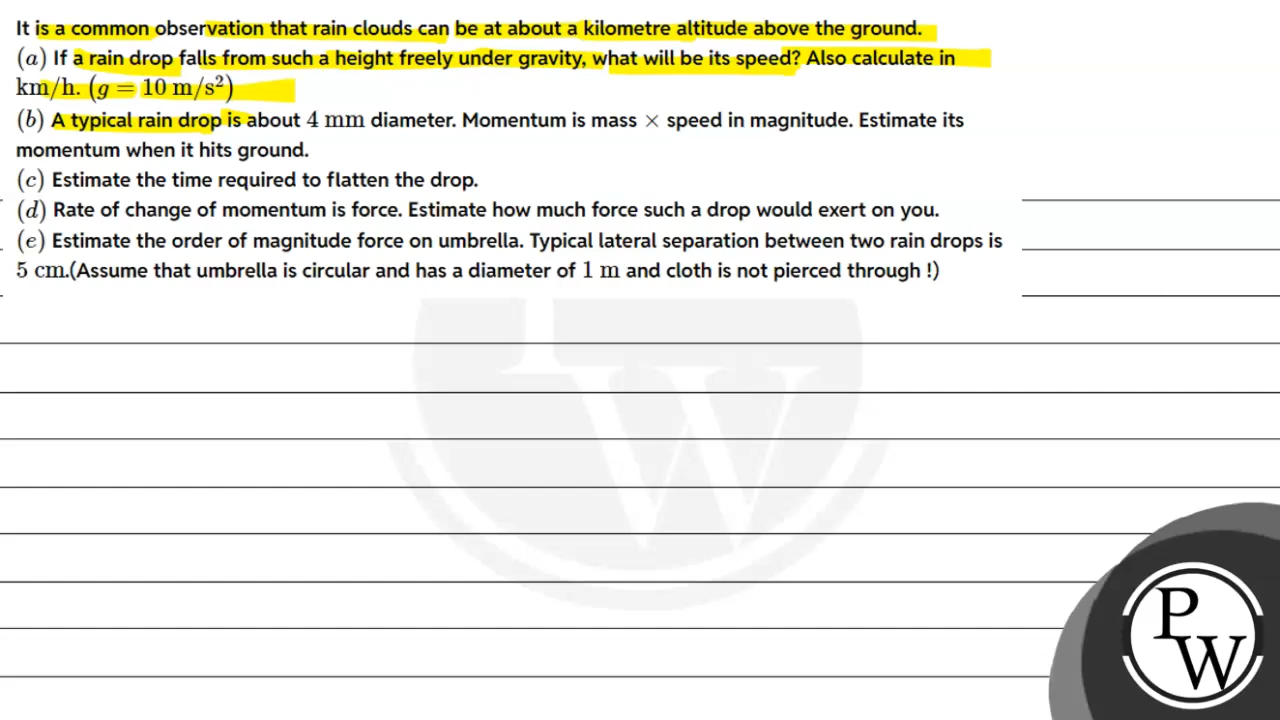 It is a common observation that rain clouds can be at about a kilometre altitude above the ground.
(a) If a rain drop falls from such a height freely under gravity, what will be its speed? Also calculate in
km/h. (g = 10 m/s²)
(b) A typical rain drop is about 4 mm diameter. Momentum is mass × speed in magnitude. Estimate its
momentum when it hits ground.
(c) Estimate the time required to flatten the drop.
(d) Rate of change of momentum is force. Estimate how much force such a drop would exert on you.
(e) Estimate the order of magnitude force on umbrella. Typical lateral separation between two rain drops is
5 cm.(Assume that umbrella is circular and has a diameter of 1 m and cloth is not pierced through !)
W
P
W